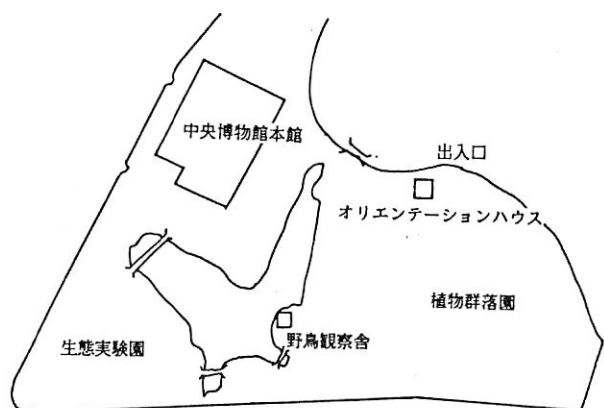 中央博物館本館
出入口
オリエンテーションハウス
植物群落園
野鳥観察舎
生態実験園